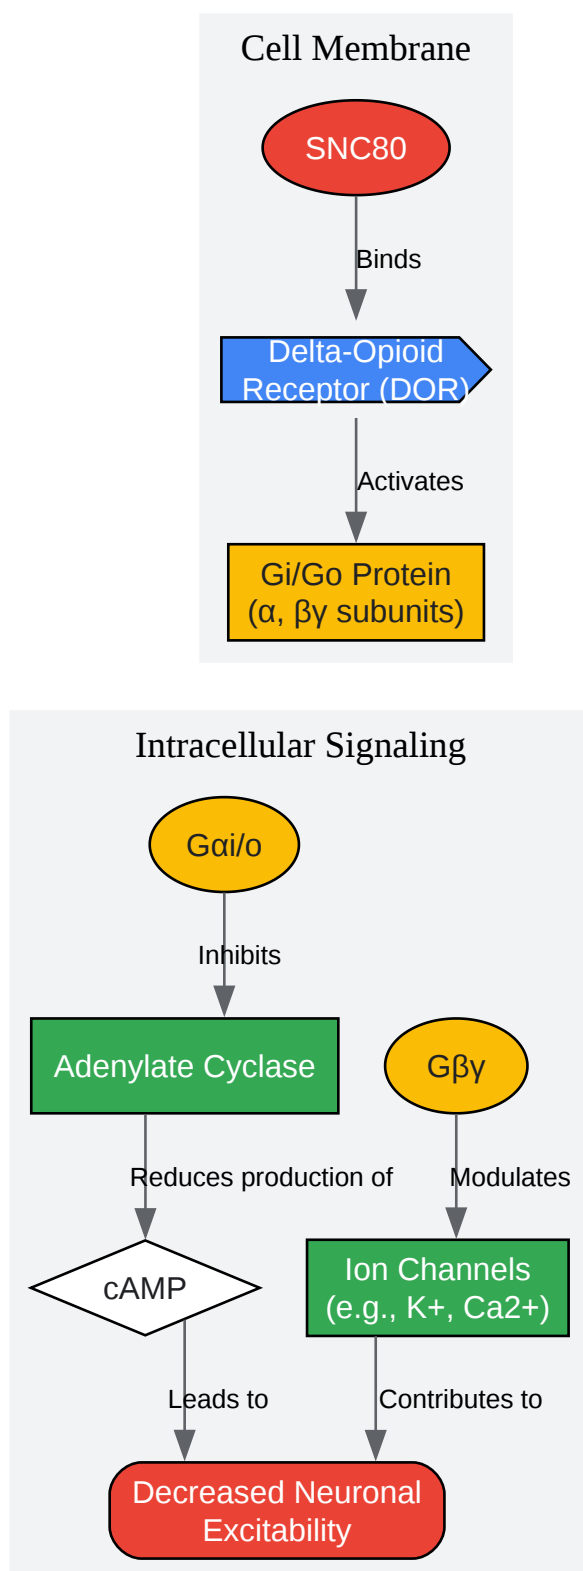 Cell Membrane
SNC80
Binds
Delta-Opioid
Receptor (DOR)
Activates
Gi/Go Protein
(α, βγ subunits)
Intracellular Signaling
Gαi/o
Inhibits
Adenylate Cyclase
Gβγ
Reduces production of
Modulates
cAMP
Ion Channels
(e.g., K+, Ca2+)
Leads to
Contributes to
Decreased Neuronal
Excitability